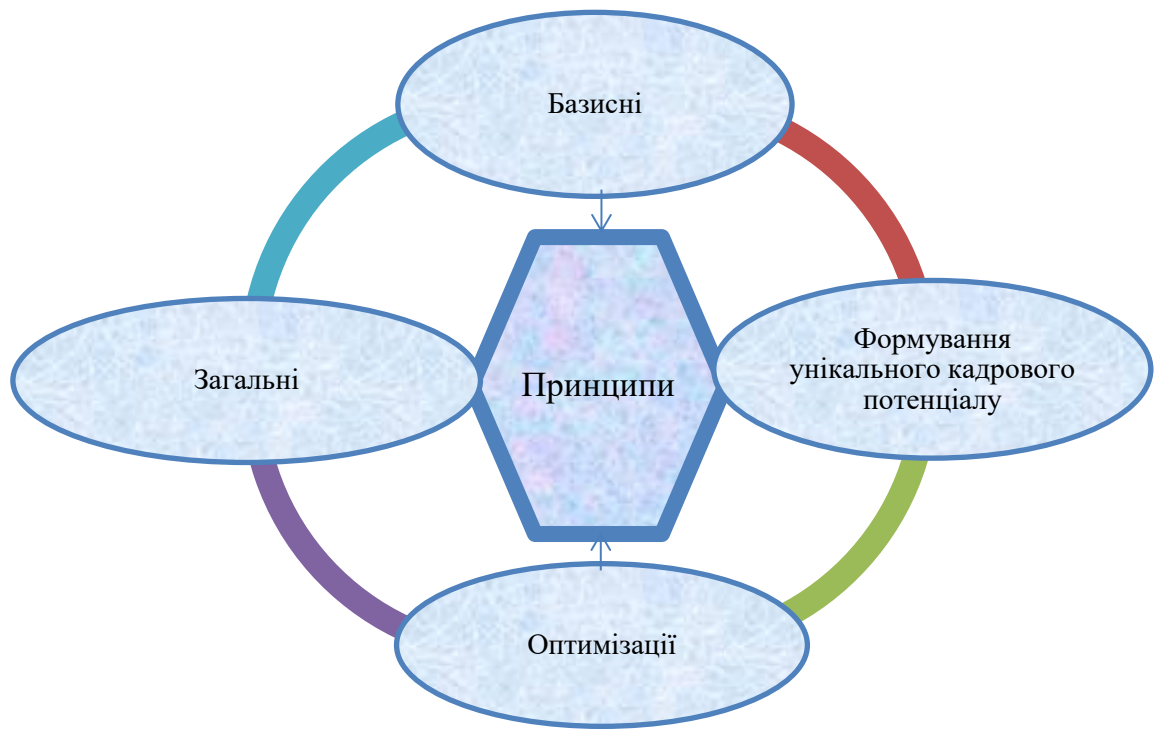 Базисні
Загальні
Принципи
Формування
унікального кадрового
потенціалу
Оптимізації